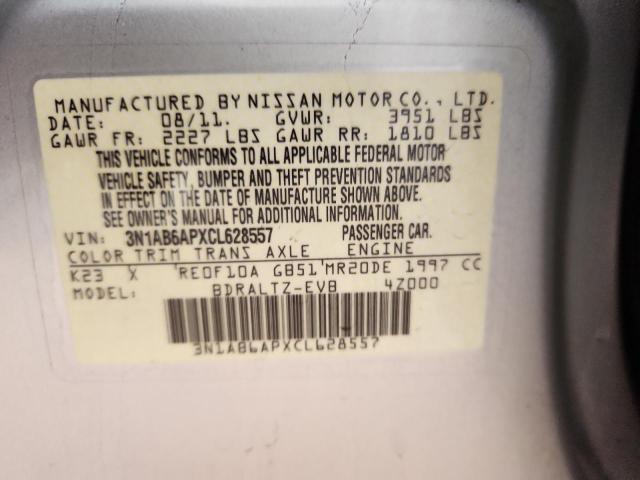 MANUFACTURED BY NISSAN MOTOR CO., LTD.
DATE: 08/11. GVWR: 3951 LBS
GAWR FR: 2227 LBS GAWR RR: 1810 LBS
THIS VEHICLE CONFORMS TO ALL APPLICABLE FEDERAL MOTOR
VEHICLE SAFETY, BUMPER AND THEFT PREVENTION STANDARDS
IN EFFECT ON THE DATE OF MANUFACTURE SHOWN ABOVE.
SEE OWNER'S MANUAL FOR ADDITIONAL INFORMATION.
VIN: 3N1AB6APXCL628557 PASSENGER CAR.
COLOR TRIM TRANS AXLE ENGINE
K23 X RE0F10A GB51 MR20DE 1997 CC
MODEL: BDRALTZ-EVB 4Z000
3N1AB6APXCL628557